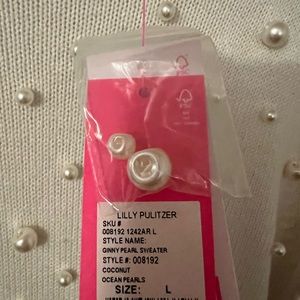 LILLY PULITZER
SKU #
008192 1242AR L
STYLE NAME:
GINNY PEARL SWEATER
STYLE #: 008192
COCONUT
OCEAN PEARLS
SIZE: L